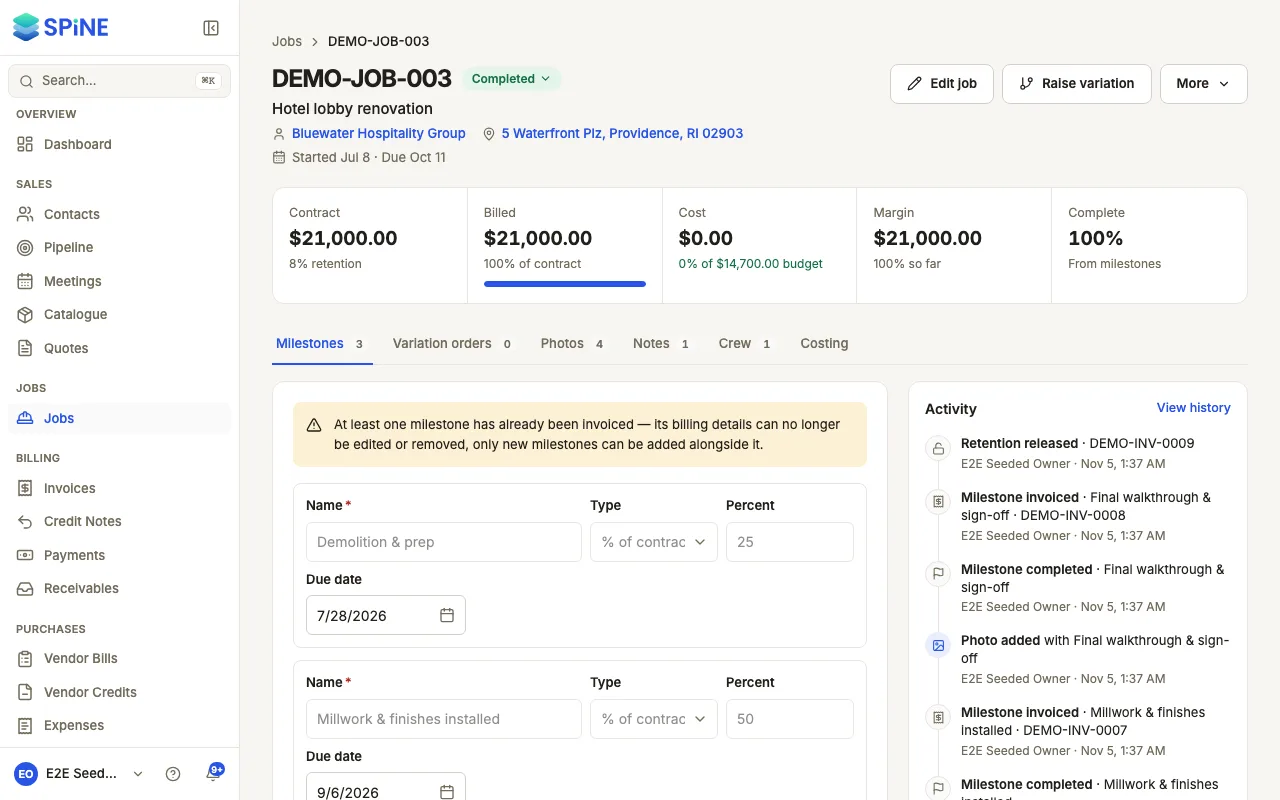 SPiNE
Search...
⌘K
OVERVIEW
Dashboard
SALES
Contacts
Pipeline
Meetings
Catalogue
Quotes
JOBS
Jobs
BILLING
Invoices
Credit Notes
Payments
Receivables
PURCHASES
Vendor Bills
Vendor Credits
Expenses
EO
E2E Seed...
9+
Jobs
DEMO-JOB-003
DEMO-JOB-003
Completed
Edit job
Raise variation
More
Hotel lobby renovation
Bluewater Hospitality Group
5 Waterfront Plz, Providence, RI 02903
Started Jul 8 · Due Oct 11
Contract
$21,000.00
8% retention
Billed
$21,000.00
100% of contract
Cost
$0.00
0% of $14,700.00 budget
Margin
$21,000.00
100% so far
Complete
100%
From milestones
Milestones 3
Variation orders 0
Photos 4
Notes 1
Crew 1
Costing
At least one milestone has already been invoiced — its billing details can no longer
be edited or removed, only new milestones can be added alongside it.
Name*
Type
Percent
Demolition & prep
% of contrac
25
Due date
7/28/2026
Name*
Type
Percent
Millwork & finishes installed
% of contrac
50
Due date
9/6/2026
Activity
View history
Retention released · DEMO-INV-0009
E2E Seeded Owner · Nov 5, 1:37 AM
Milestone invoiced · Final walkthrough &
sign-off · DEMO-INV-0008
E2E Seeded Owner · Nov 5, 1:37 AM
Milestone completed · Final walkthrough &
sign-off
E2E Seeded Owner · Nov 5, 1:37 AM
Photo added with Final walkthrough & sign-
off
E2E Seeded Owner · Nov 5, 1:37 AM
Milestone invoiced · Millwork & finishes
installed · DEMO-INV-0007
E2E Seeded Owner · Nov 5, 1:37 AM
Milestone completed · Millwork & finishes